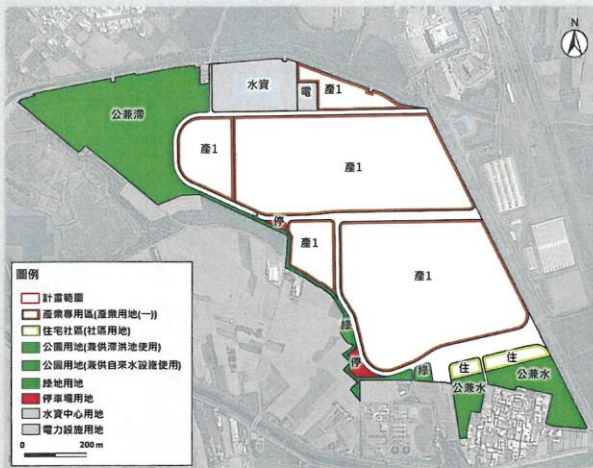 N
水資
電
產1
公兼滯
產1
產1
停
產1
產1
綠
停
綠
住
住
公兼水
公兼水
圖例
計畫範圍
產業專用區(產業用地(一))
住宅社區(社區用地)
公園用地(兼供滯洪池使用)
公園用地(兼供自來水設施使用)
綠地用地
停車場用地
水資中心用地
電力設施用地
0 200 m